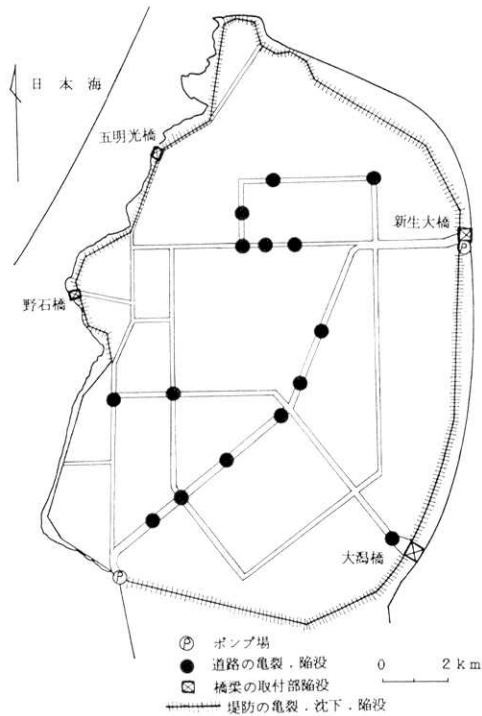 日本海
五明光橋
新生大橋
P
野石橋
大潟橋
P
P ポンプ場
道路の亀裂．陥没
橋梁の取付部陥没
堤防の亀裂．沈下．陥没
0 2km